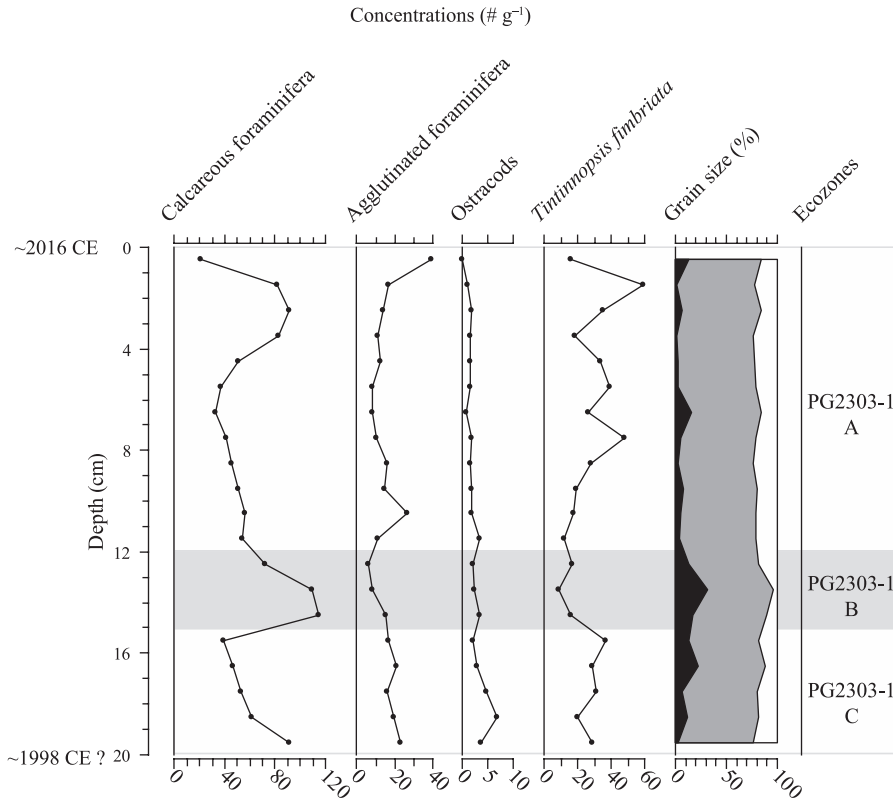 Concentrations (# g⁻¹)
Calcareous foraminifera
Agglutinated foraminifera
Ostracods
Tintinnopsis fimbriata
Grain size (%)
Ecozones
~2016 CE
0
4
8
12
16
20
Depth (cm)
~1998 CE ?
PG2303-1
A
PG2303-1
B
PG2303-1
C
0 40 80 120
0 20 40
0 5 10
0 20 40 60
0 50 100